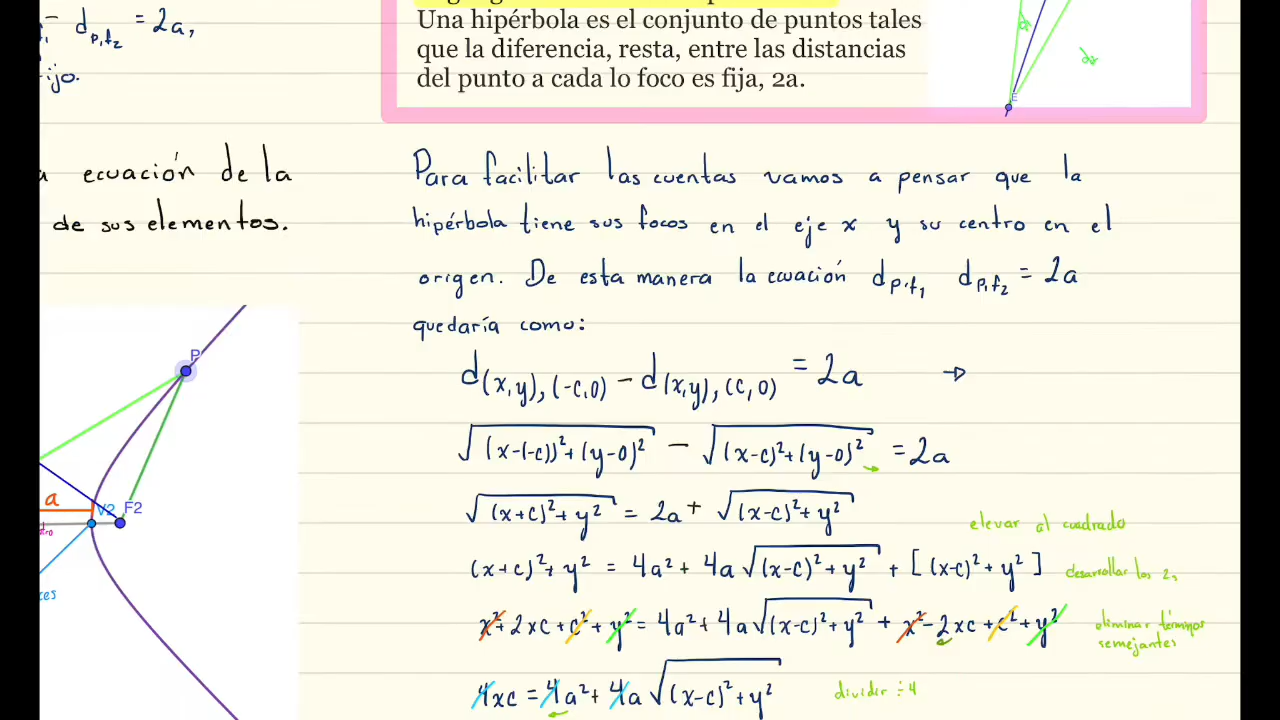 d_{P,f_2} = 2a,
ijo.
ecuación de la
de sus elementos.
P
a
V2 F2
Una hipérbola es el conjunto de puntos tales
que la diferencia, resta, entre las distancias
del punto a cada lo foco es fija, 2a.
E
Para facilitar las cuentas vamos a pensar que la
hipérbola tiene sus focos en el eje x y su centro en el
origen. De esta manera la ecuación d_{P,f_1} d_{P,f_2} = 2a
quedaría como:
d_{(x,y),(-c,0)} - d_{(x,y),(c,0)} = 2a →
√((x-(-c))²+(y-0)²) - √((x-c)²+(y-0)²) = 2a
√((x+c)²+y²) = 2a + √((x-c)²+y²)
elevar al cuadrado
(x+c)²+y² = 4a² + 4a√((x-c)²+y²) + [(x-c)²+y²] desarrollar los 2,
x²+2xc+c²+y² = 4a²+4a√((x-c)²+y²) + x²-2xc+c²+y² eliminar términos
semejantes
4xc = 4a²+4a√((x-c)²+y²) dividir ÷4